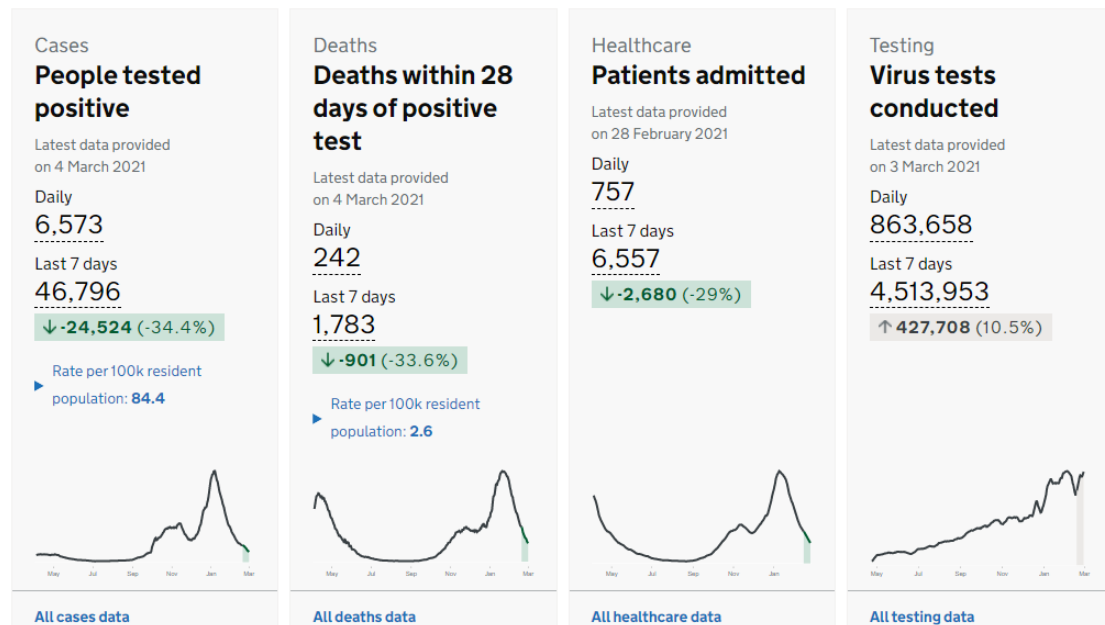 Cases
People tested
positive
Latest data provided
on 4 March 2021
Daily
6,573
Last 7 days
46,796
↓ -24,524 (-34.4%)
Rate per 100k resident
population: 84.4
May Jul Sep Nov Jan Mar
All cases data
Deaths
Deaths within 28
days of positive
test
Latest data provided
on 4 March 2021
Daily
242
Last 7 days
1,783
↓ -901 (-33.6%)
Rate per 100k resident
population: 2.6
May Jul Sep Nov Jan Mar
All deaths data
Healthcare
Patients admitted
Latest data provided
on 28 February 2021
Daily
757
Last 7 days
6,557
↓ -2,680 (-29%)
May Jul Sep Nov Jan
All healthcare data
Testing
Virus tests
conducted
Latest data provided
on 3 March 2021
Daily
863,658
Last 7 days
4,513,953
↑ 427,708 (10.5%)
May Jul Sep Nov Jan Mar
All testing data